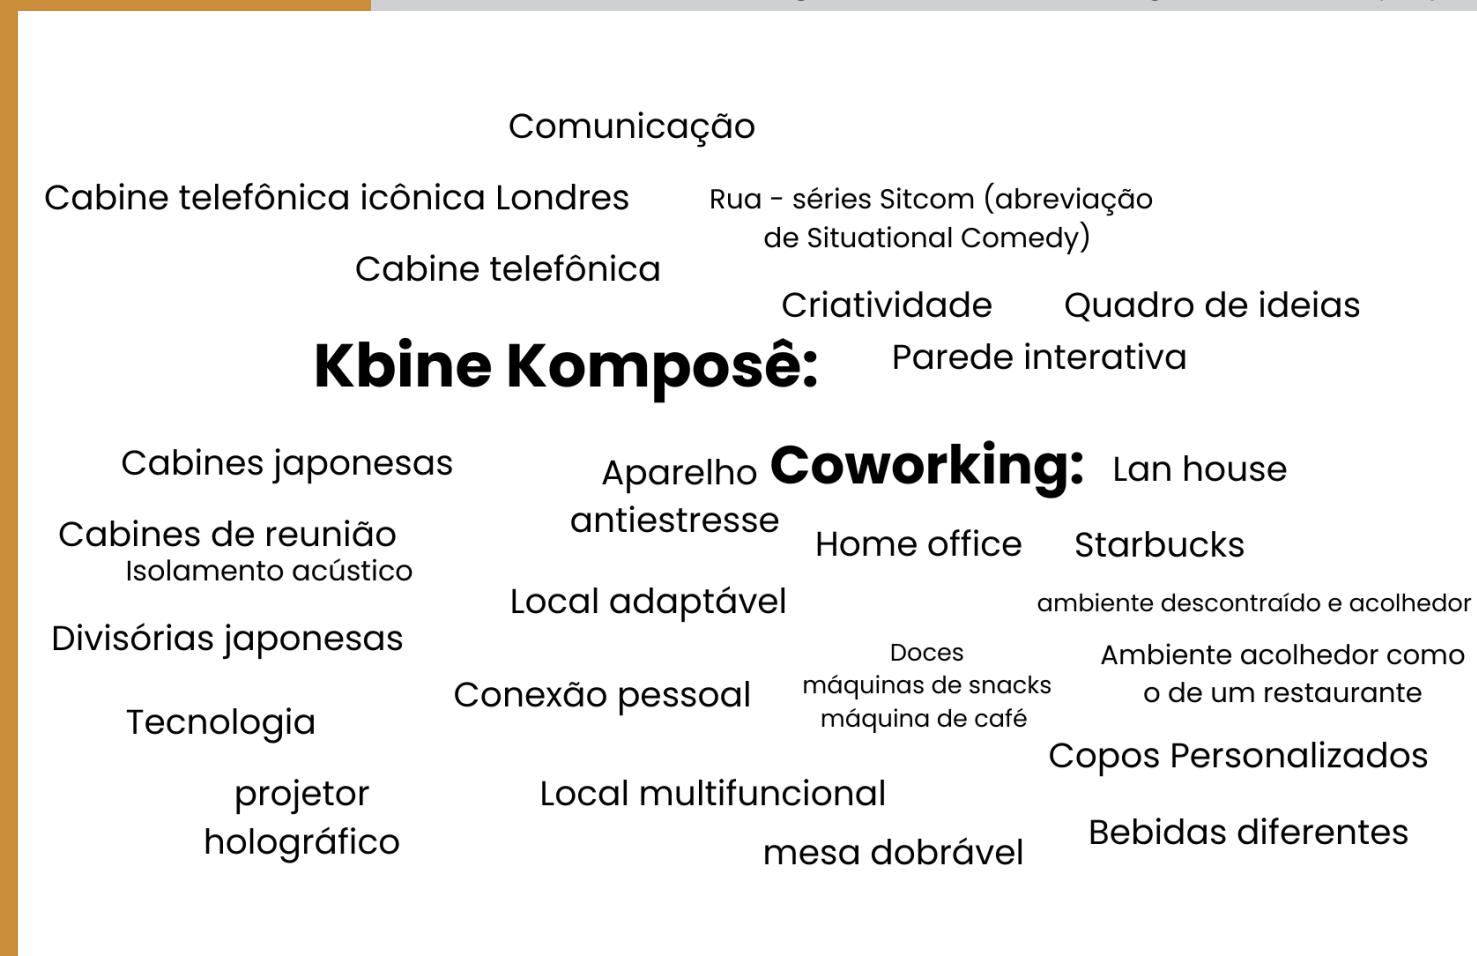 Comunicação
Cabine telefônica icônica Londres
Rua - séries Sitcom (abreviação
de Situational Comedy)
Cabine telefônica
Criatividade
Quadro de ideias
Kbine Komposê:
Parede interativa
Cabines japonesas
Aparelho
antiestresse
Coworking:
Lan house
Cabines de reunião
Isolamento acústico
Home office
Starbucks
Local adaptável
ambiente descontraído e acolhedor
Divisórias japonesas
Doces
máquinas de snacks
máquina de café
Ambiente acolhedor como
o de um restaurante
Conexão pessoal
Tecnologia
Copos Personalizados
projetor
holográfico
Local multifuncional
Bebidas diferentes
mesa dobrável